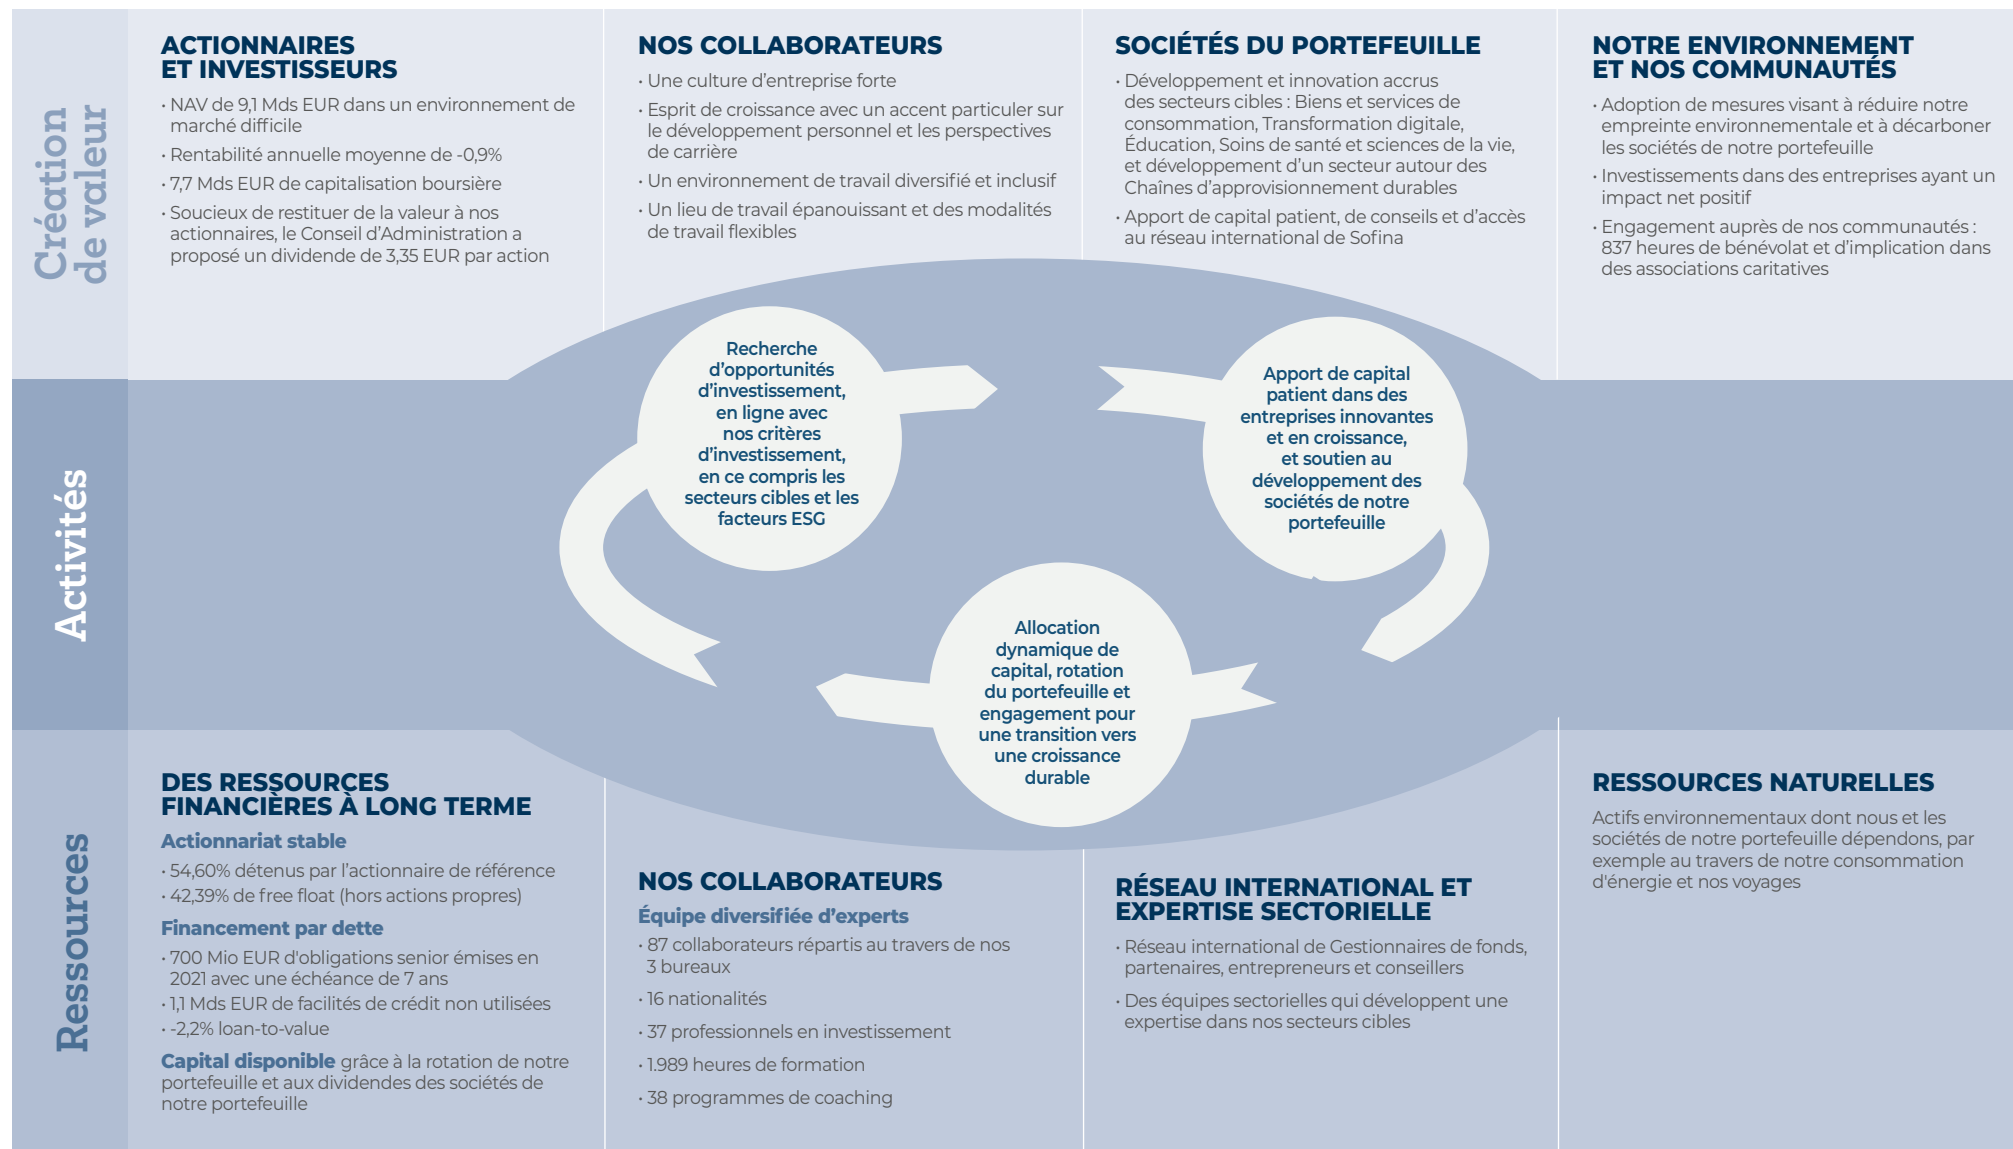 Création
de valeur
ACTIONNAIRES
ET INVESTISSEURS
· NAV de 9,1 Mds EUR dans un environnement de
marché difficile
· Rentabilité annuelle moyenne de -0,9%
· 7,7 Mds EUR de capitalisation boursière
· Soucieux de restituer de la valeur à nos
actionnaires, le Conseil d’Administration a
proposé un dividende de 3,35 EUR par action
NOS COLLABORATEURS
· Une culture d’entreprise forte
· Esprit de croissance avec un accent particulier sur
le développement personnel et les perspectives
de carrière
· Un environnement de travail diversifié et inclusif
· Un lieu de travail épanouissant et des modalités
de travail flexibles
SOCIÉTÉS DU PORTEFEUILLE
· Développement et innovation accrus
des secteurs cibles : Biens et services de
consommation, Transformation digitale,
Éducation, Soins de santé et sciences de la vie,
et développement d’un secteur autour des
Chaînes d’approvisionnement durables
· Apport de capital patient, de conseils et d’accès
au réseau international de Sofina
NOTRE ENVIRONNEMENT
ET NOS COMMUNAUTÉS
· Adoption de mesures visant à réduire notre
empreinte environnementale et à décarboner
les sociétés de notre portefeuille
· Investissements dans des entreprises ayant un
impact net positif
· Engagement auprès de nos communautés :
837 heures de bénévolat et d’implication dans
des associations caritatives
Activités
Recherche
d’opportunités
d’investissement,
en ligne avec
nos critères
d’investissement,
en ce compris les
secteurs cibles et les
facteurs ESG
Apport de capital
patient dans des
entreprises innovantes
et en croissance,
et soutien au
développement des
sociétés de notre
portefeuille
Allocation
dynamique de
capital, rotation
du portefeuille et
engagement pour
une transition vers
une croissance
durable
Ressources
DES RESSOURCES
FINANCIÈRES À LONG TERME
Actionnariat stable
· 54,60% détenus par l’actionnaire de référence
· 42,39% de free float (hors actions propres)
Financement par dette
· 700 Mio EUR d'obligations senior émises en
2021 avec une échéance de 7 ans
· 1,1 Mds EUR de facilités de crédit non utilisées
· -2,2% loan-to-value
Capital disponible grâce à la rotation de notre
portefeuille et aux dividendes des sociétés de
notre portefeuille
NOS COLLABORATEURS
Équipe diversifiée d’experts
· 87 collaborateurs répartis au travers de nos
3 bureaux
· 16 nationalités
· 37 professionnels en investissement
· 1.989 heures de formation
· 38 programmes de coaching
RÉSEAU INTERNATIONAL ET
EXPERTISE SECTORIELLE
· Réseau international de Gestionnaires de fonds,
partenaires, entrepreneurs et conseillers
· Des équipes sectorielles qui développent une
expertise dans nos secteurs cibles
RESSOURCES NATURELLES
Actifs environnementaux dont nous et les
sociétés de notre portefeuille dépendons, par
exemple au travers de notre consommation
d'énergie et nos voyages